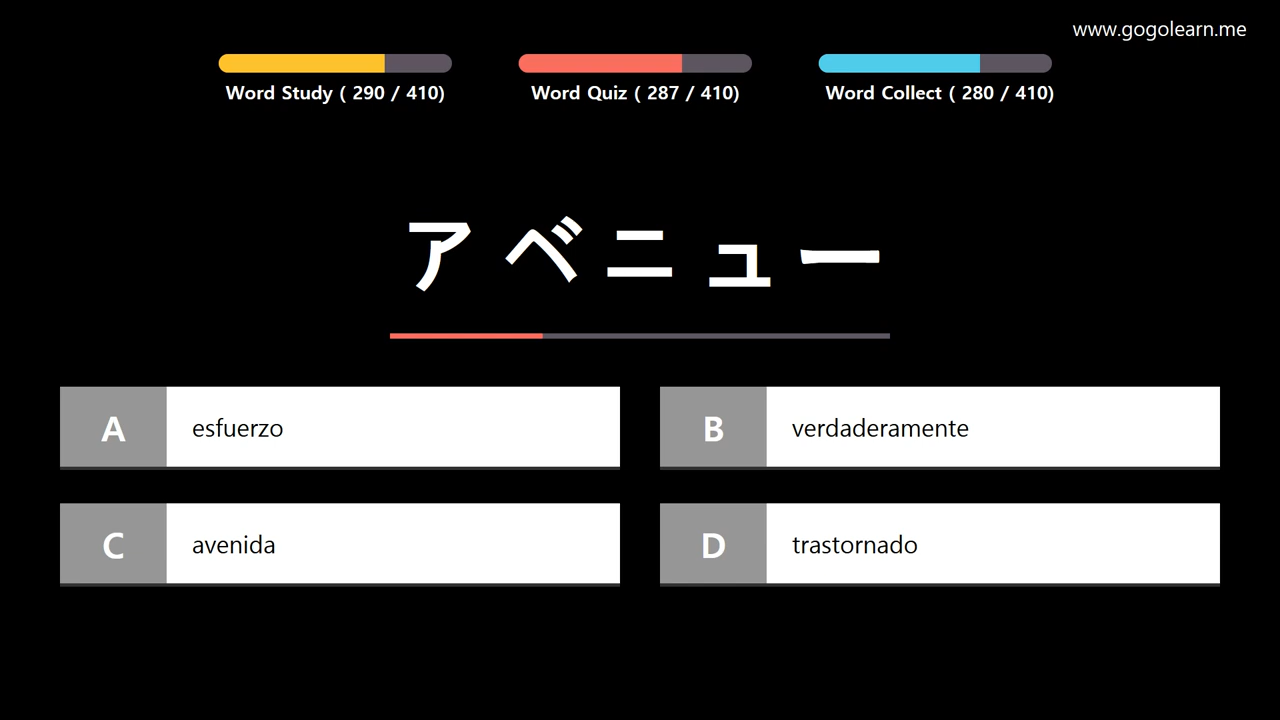 www.gogolearn.me
Word Study ( 290 / 410)
Word Quiz ( 287 / 410)
Word Collect ( 280 / 410)
アベニュー
A esfuerzo
B verdaderamente
C avenida
D trastornado